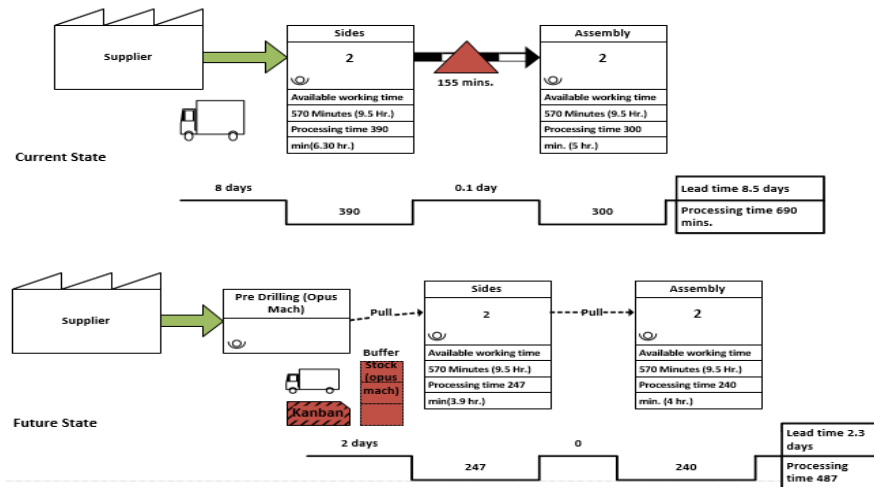 Supplier
Sides
2
Available working time
570 Minutes (9.5 Hr.)
Processing time 390
min(6.30 hr.)
155 mins.
Assembly
2
Available working time
570 Minutes (9.5 Hr.)
Processing time 300
min. (5 hr.)
Current State
8 days
390
0.1 day
300
Lead time 8.5 days
Processing time 690
mins.
Supplier
Pre Drilling (Opus
Mach)
Pull
Buffer
Stock
(opus
mach)
Kanban
Sides
2
Available working time
570 Minutes (9.5 Hr.)
Processing time 247
min(3.9 hr.)
Pull
Assembly
2
Available working time
570 Minutes (9.5 Hr.)
Processing time 240
min. (4 hr.)
Future State
2 days
247
0
240
Lead time 2.3
days
Processing
time 487